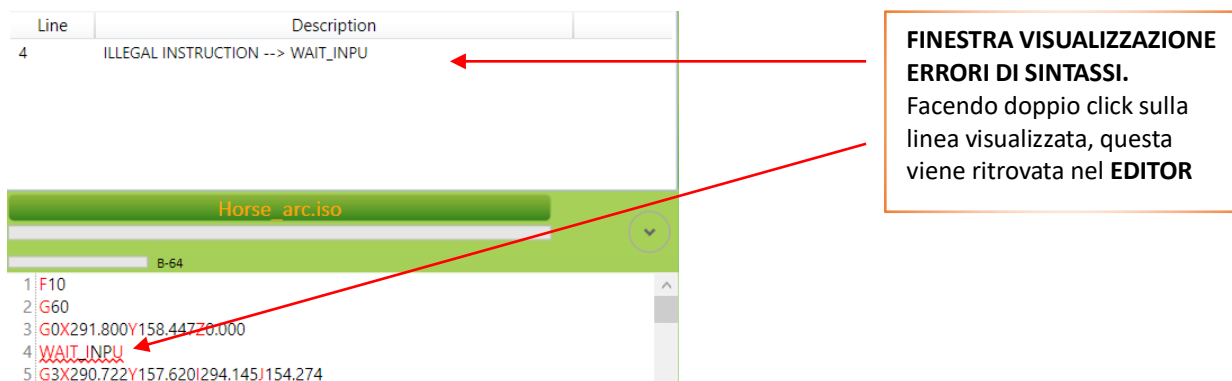 Line Description
4 ILLEGAL INSTRUCTION --> WAIT_INPU
FINESTRA VISUALIZZAZIONE
ERRORI DI SINTASSI.
Facendo doppio click sulla
linea visualizzata, questa
viene ritrovata nel EDITOR
Horse_arc.iso
B-64
1 F10
2 G60
3 G0X291.800Y158.447Z0.000
4 WAIT_INPU
5 G3X290.722Y157.620I294.145J154.274